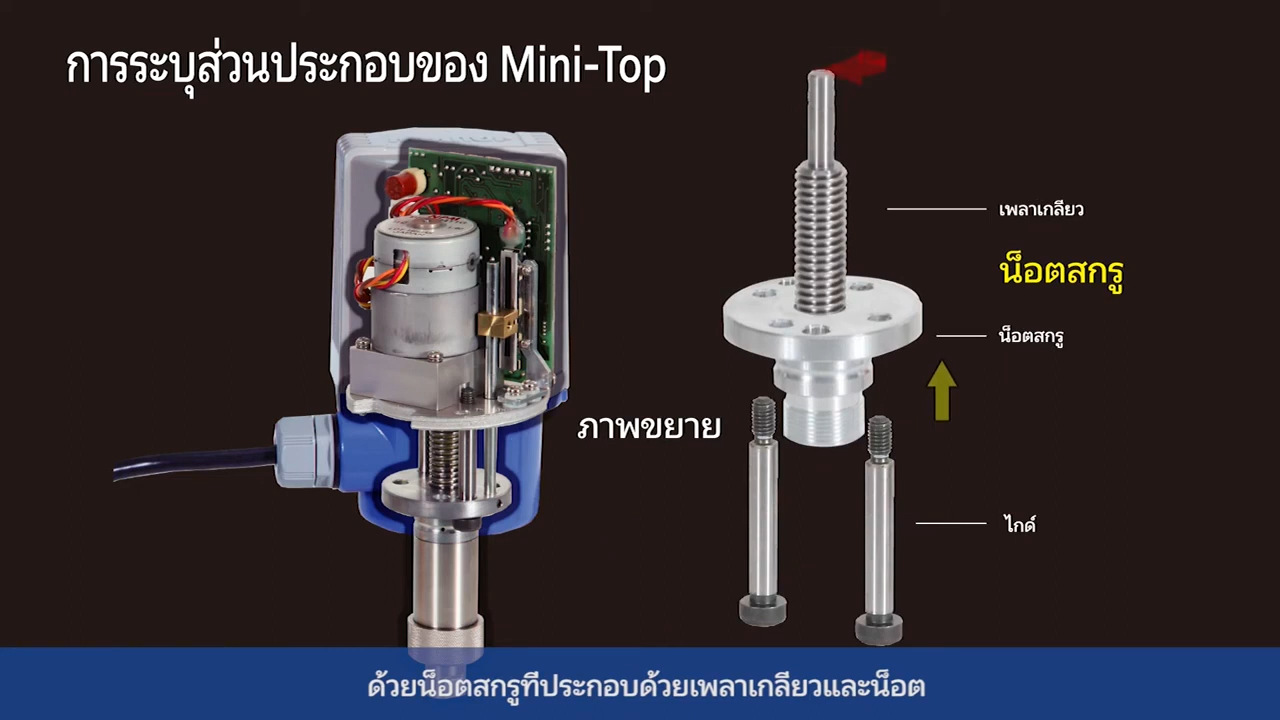 การระบุส่วนประกอบของ Mini-Top
เพลาเกลียว
น็อตสกรู
น็อตสกรู
ภาพขยาย
ไกด์
ด้วยน็อตสกรูที่ประกอบด้วยเพลาเกลียวและน็อต